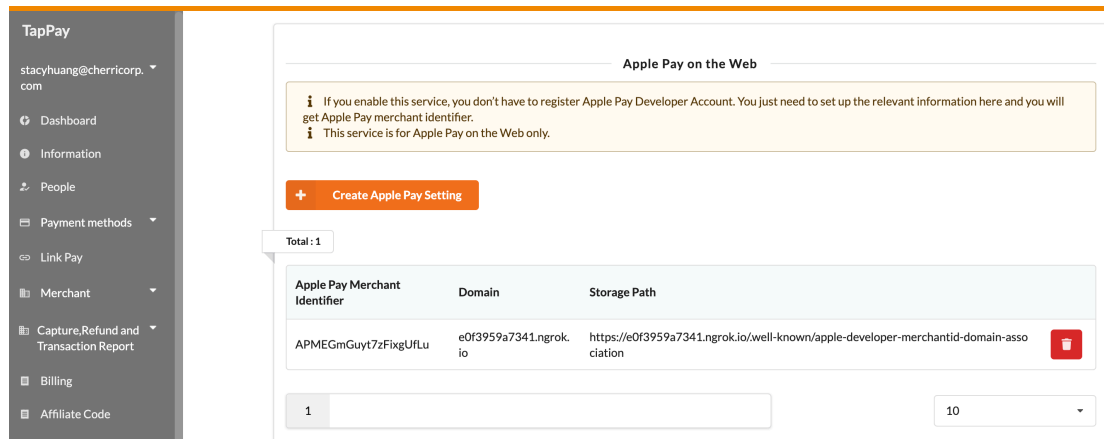 TapPay
stacyhuang@cherricorp.
com
Dashboard
Information
People
Payment methods
Link Pay
Merchant
Capture,Refund and
Transaction Report
Billing
Affiliate Code
Apple Pay on the Web
If you enable this service, you don't have to register Apple Pay Developer Account. You just need to set up the relevant information here and you will
get Apple Pay merchant identifier.
This service is for Apple Pay on the Web only.
Create Apple Pay Setting
Total : 1
Apple Pay Merchant
Identifier
Domain
Storage Path
APMEGmGuyt7zFixgUfLu
e0f3959a7341.ngrok.
io
https://e0f3959a7341.ngrok.io/.well-known/apple-developer-merchantid-domain-asso
ciation
1
10